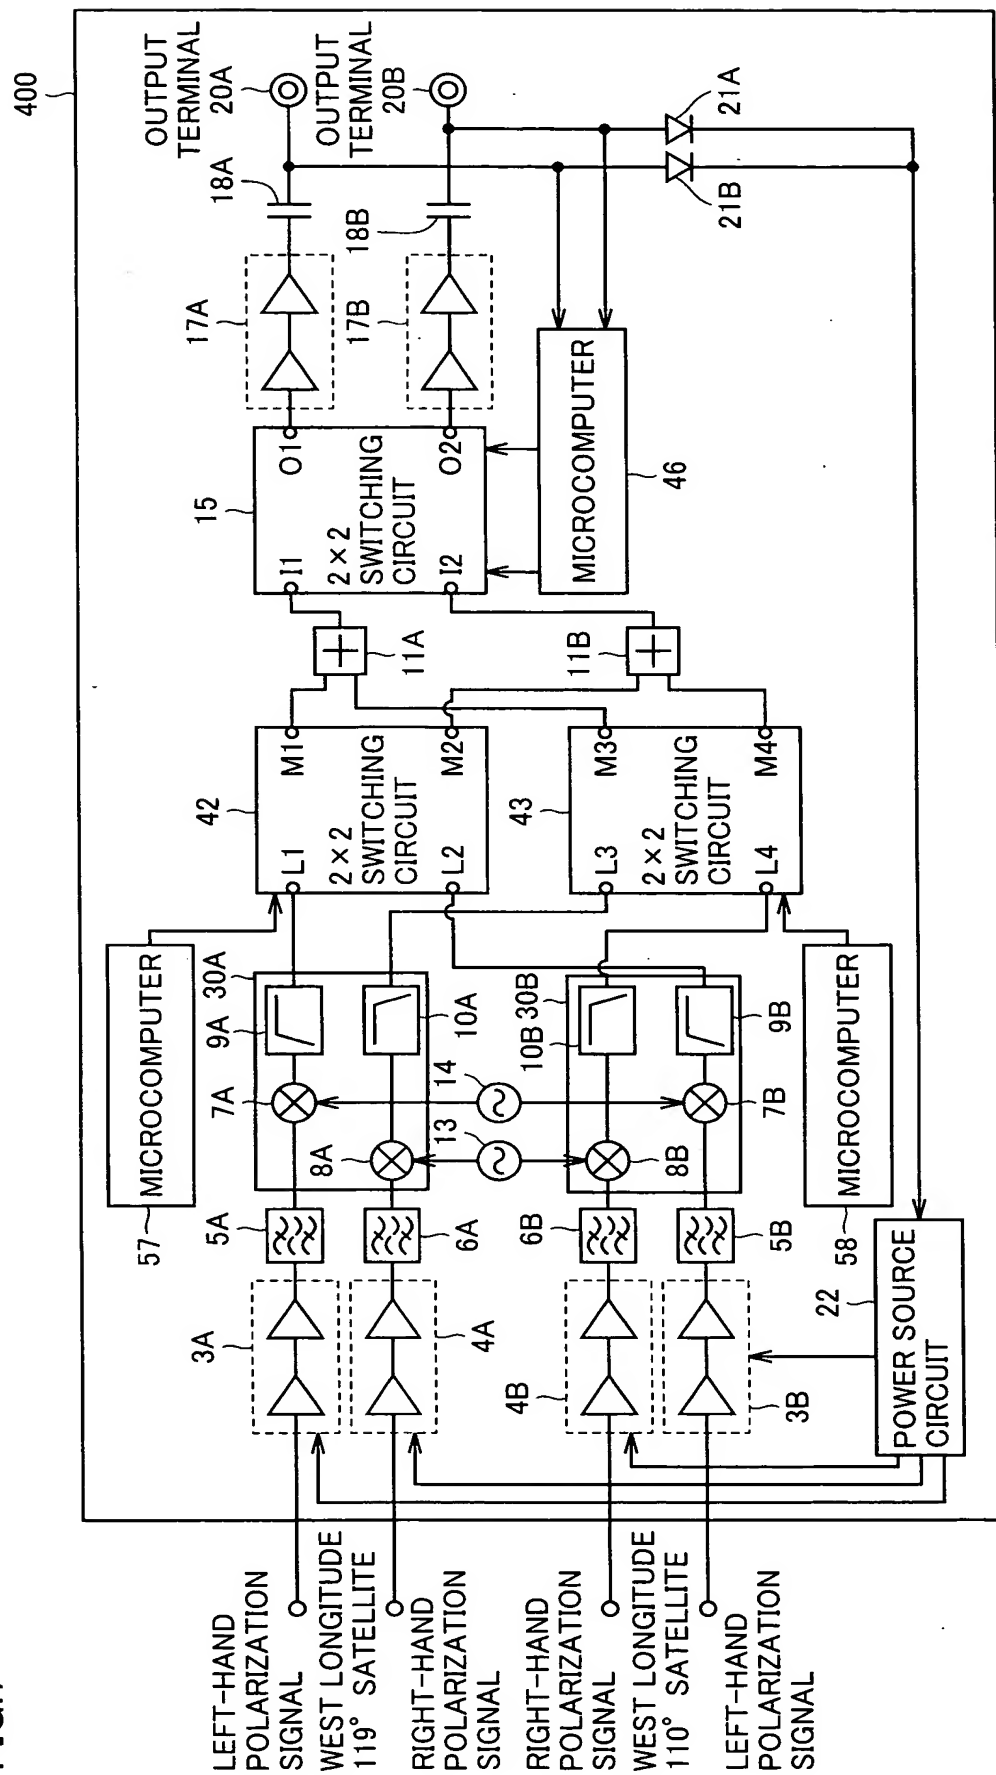 400
OUTPUT
TERMINAL
20A
OUTPUT
TERMINAL
20B
18A
18B
17A
17B
21A
21B
15
O1
O2
I1
I2
2×2
SWITCHING
CIRCUIT
MICROCOMPUTER
46
11A
11B
42
M1
M2
L1
L2
2×2
SWITCHING
CIRCUIT
43
M3
M4
L3
L4
2×2
SWITCHING
CIRCUIT
MICROCOMPUTER
57
30A
9A
10A
7A
8A
14
13
30B
10B
9B
8B
7B
MICROCOMPUTER
58
5A
6A
6B
5B
3A
4A
4B
3B
22
POWER SOURCE
CIRCUIT
LEFT-HAND
POLARIZATION
SIGNAL
WEST LONGITUDE
119° SATELLITE
RIGHT-HAND
POLARIZATION
SIGNAL
RIGHT-HAND
POLARIZATION
SIGNAL
WEST LONGITUDE
110° SATELLITE
LEFT-HAND
POLARIZATION
SIGNAL